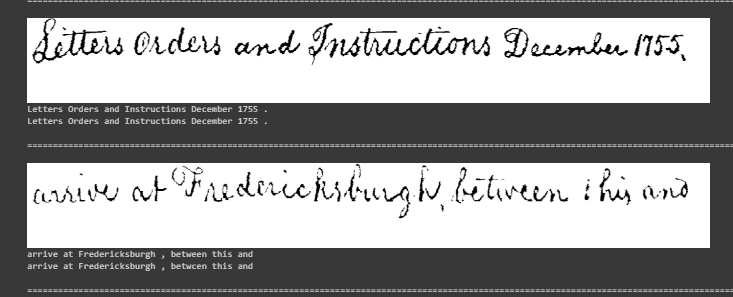 Letters Orders and Instructions December 1755.
Letters Orders and Instructions December 1755 .
Letters Orders and Instructions December 1755 .
arrive at Fredericksburgh, between this and
arrive at Fredericksburgh , between this and
arrive at Fredericksburgh , betwcen this and